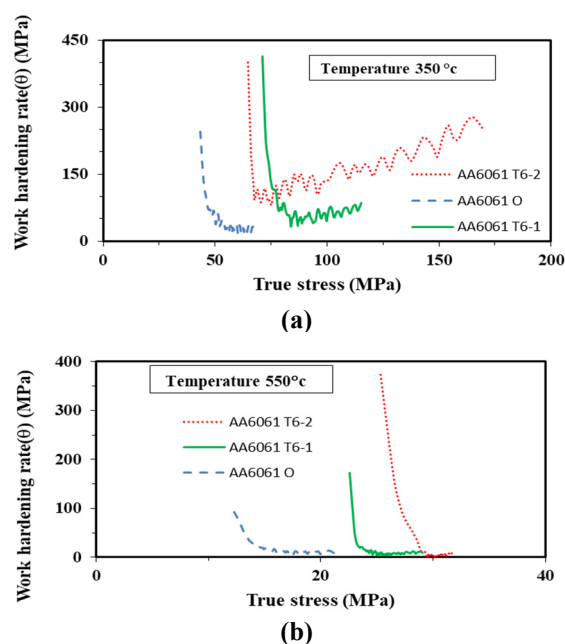 Work hardening rate(θ) (MPa)
450
300
150
0
Temperature 350 °c
AA6061 T6-2
AA6061 O
AA6061 T6-1
0
50
100
150
200
True stress (MPa)
(a)
Work hardening rate(θ) (MPa)
400
300
200
100
0
Temperature 550°c
AA6061 T6-2
AA6061 T6-1
AA6061 O
0
20
40
True stress (MPa)
(b)